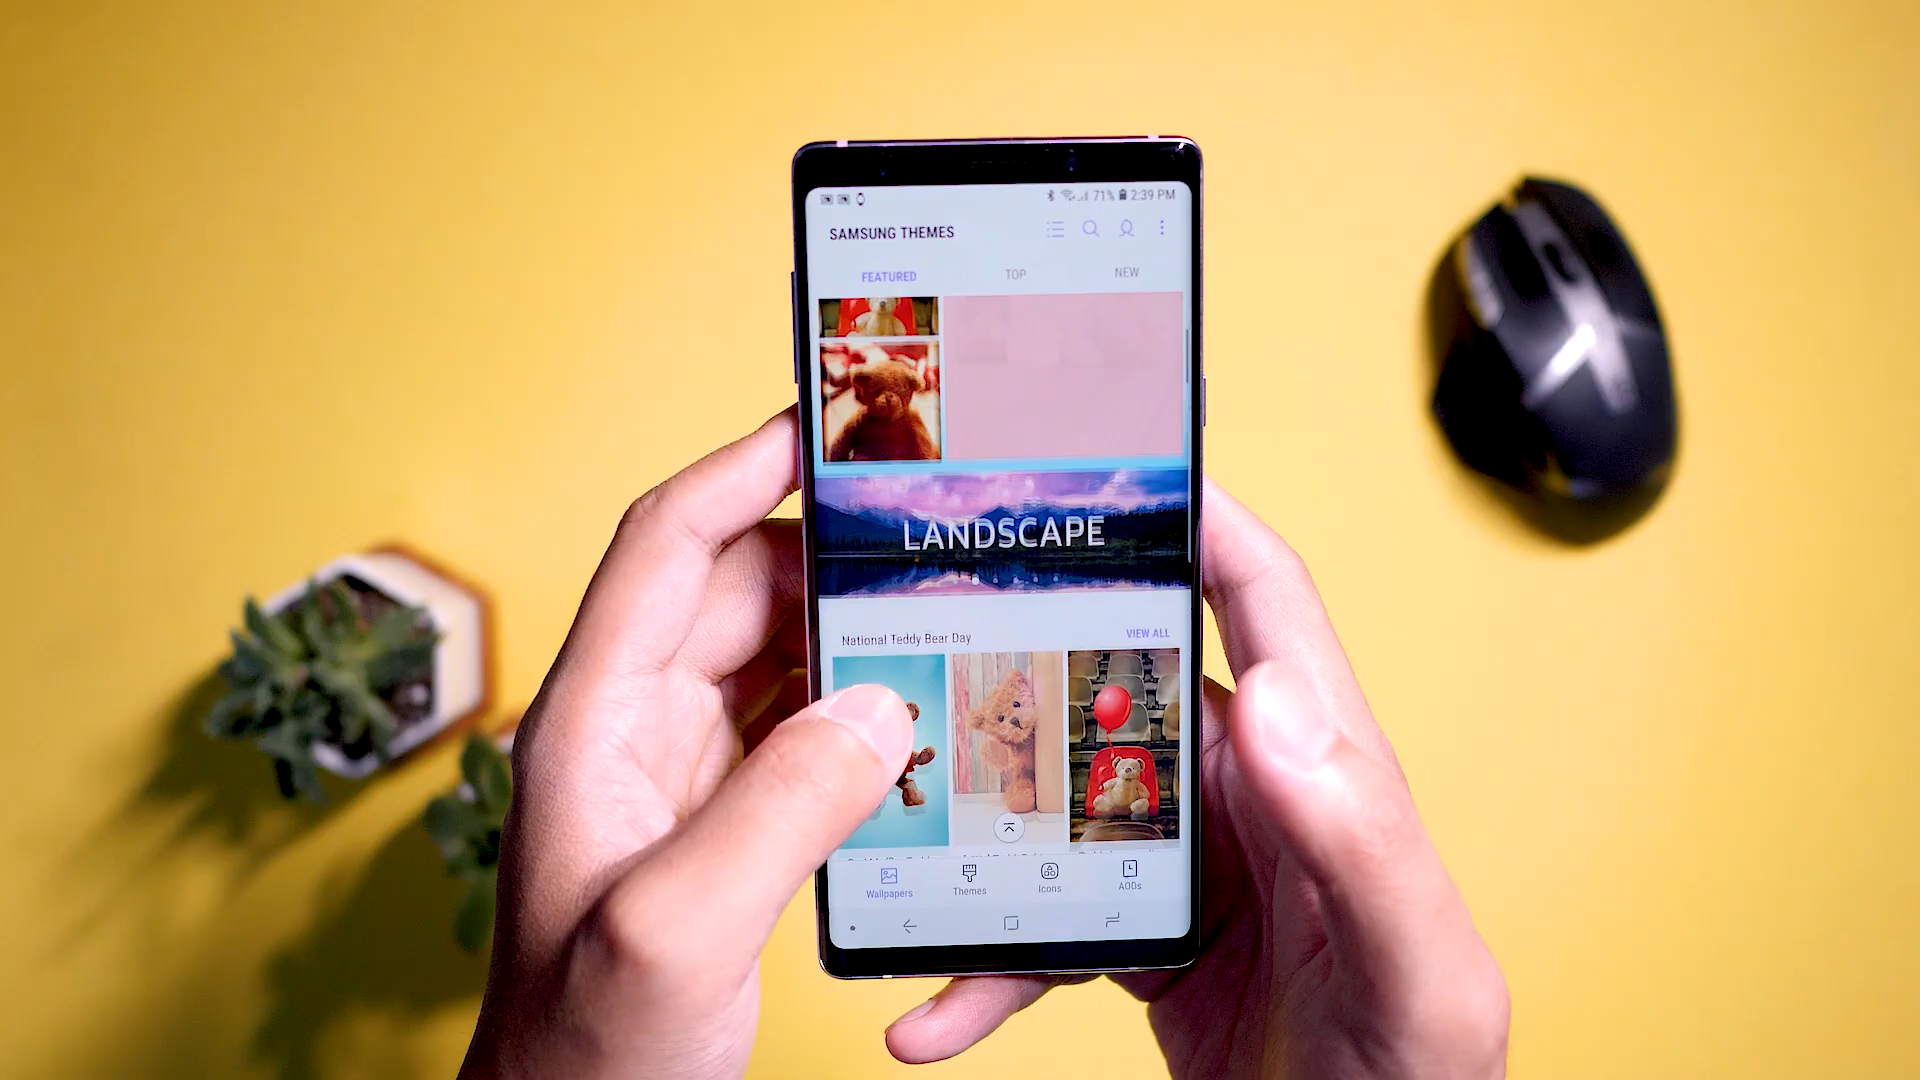 71% 2:39 PM
SAMSUNG THEMES
FEATURED TOP NEW
LANDSCAPE
National Teddy Bear Day VIEW ALL
Wallpapers Themes Icons AODs